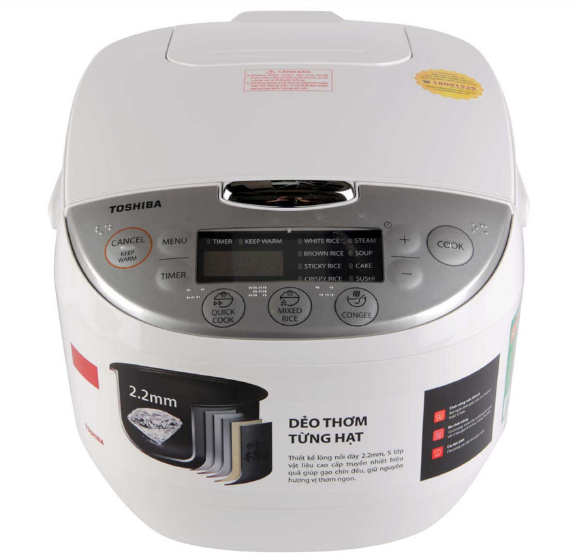 CẢNH BÁO
TOSHIBA
CANCEL
KEEP
WARM
MENU
TIMER
TIMER KEEP WARM
WHITE RICE STEAM
BROWN RICE SOUP
STICKY RICE CAKE
CRISPY RICE SUSHI
+
−
COOK
QUICK
COOK
MIXED
RICE
CONGEE
2.2mm
TOSHIBA
DẺO THƠM
TỪNG HẠT
Thiết kế lòng nồi dày 2.2mm, 5 lớp
vật liệu cao cấp truyền nhiệt hiệu
quả giúp gạo chín đều, giữ nguyên
hương vị thơm ngon.